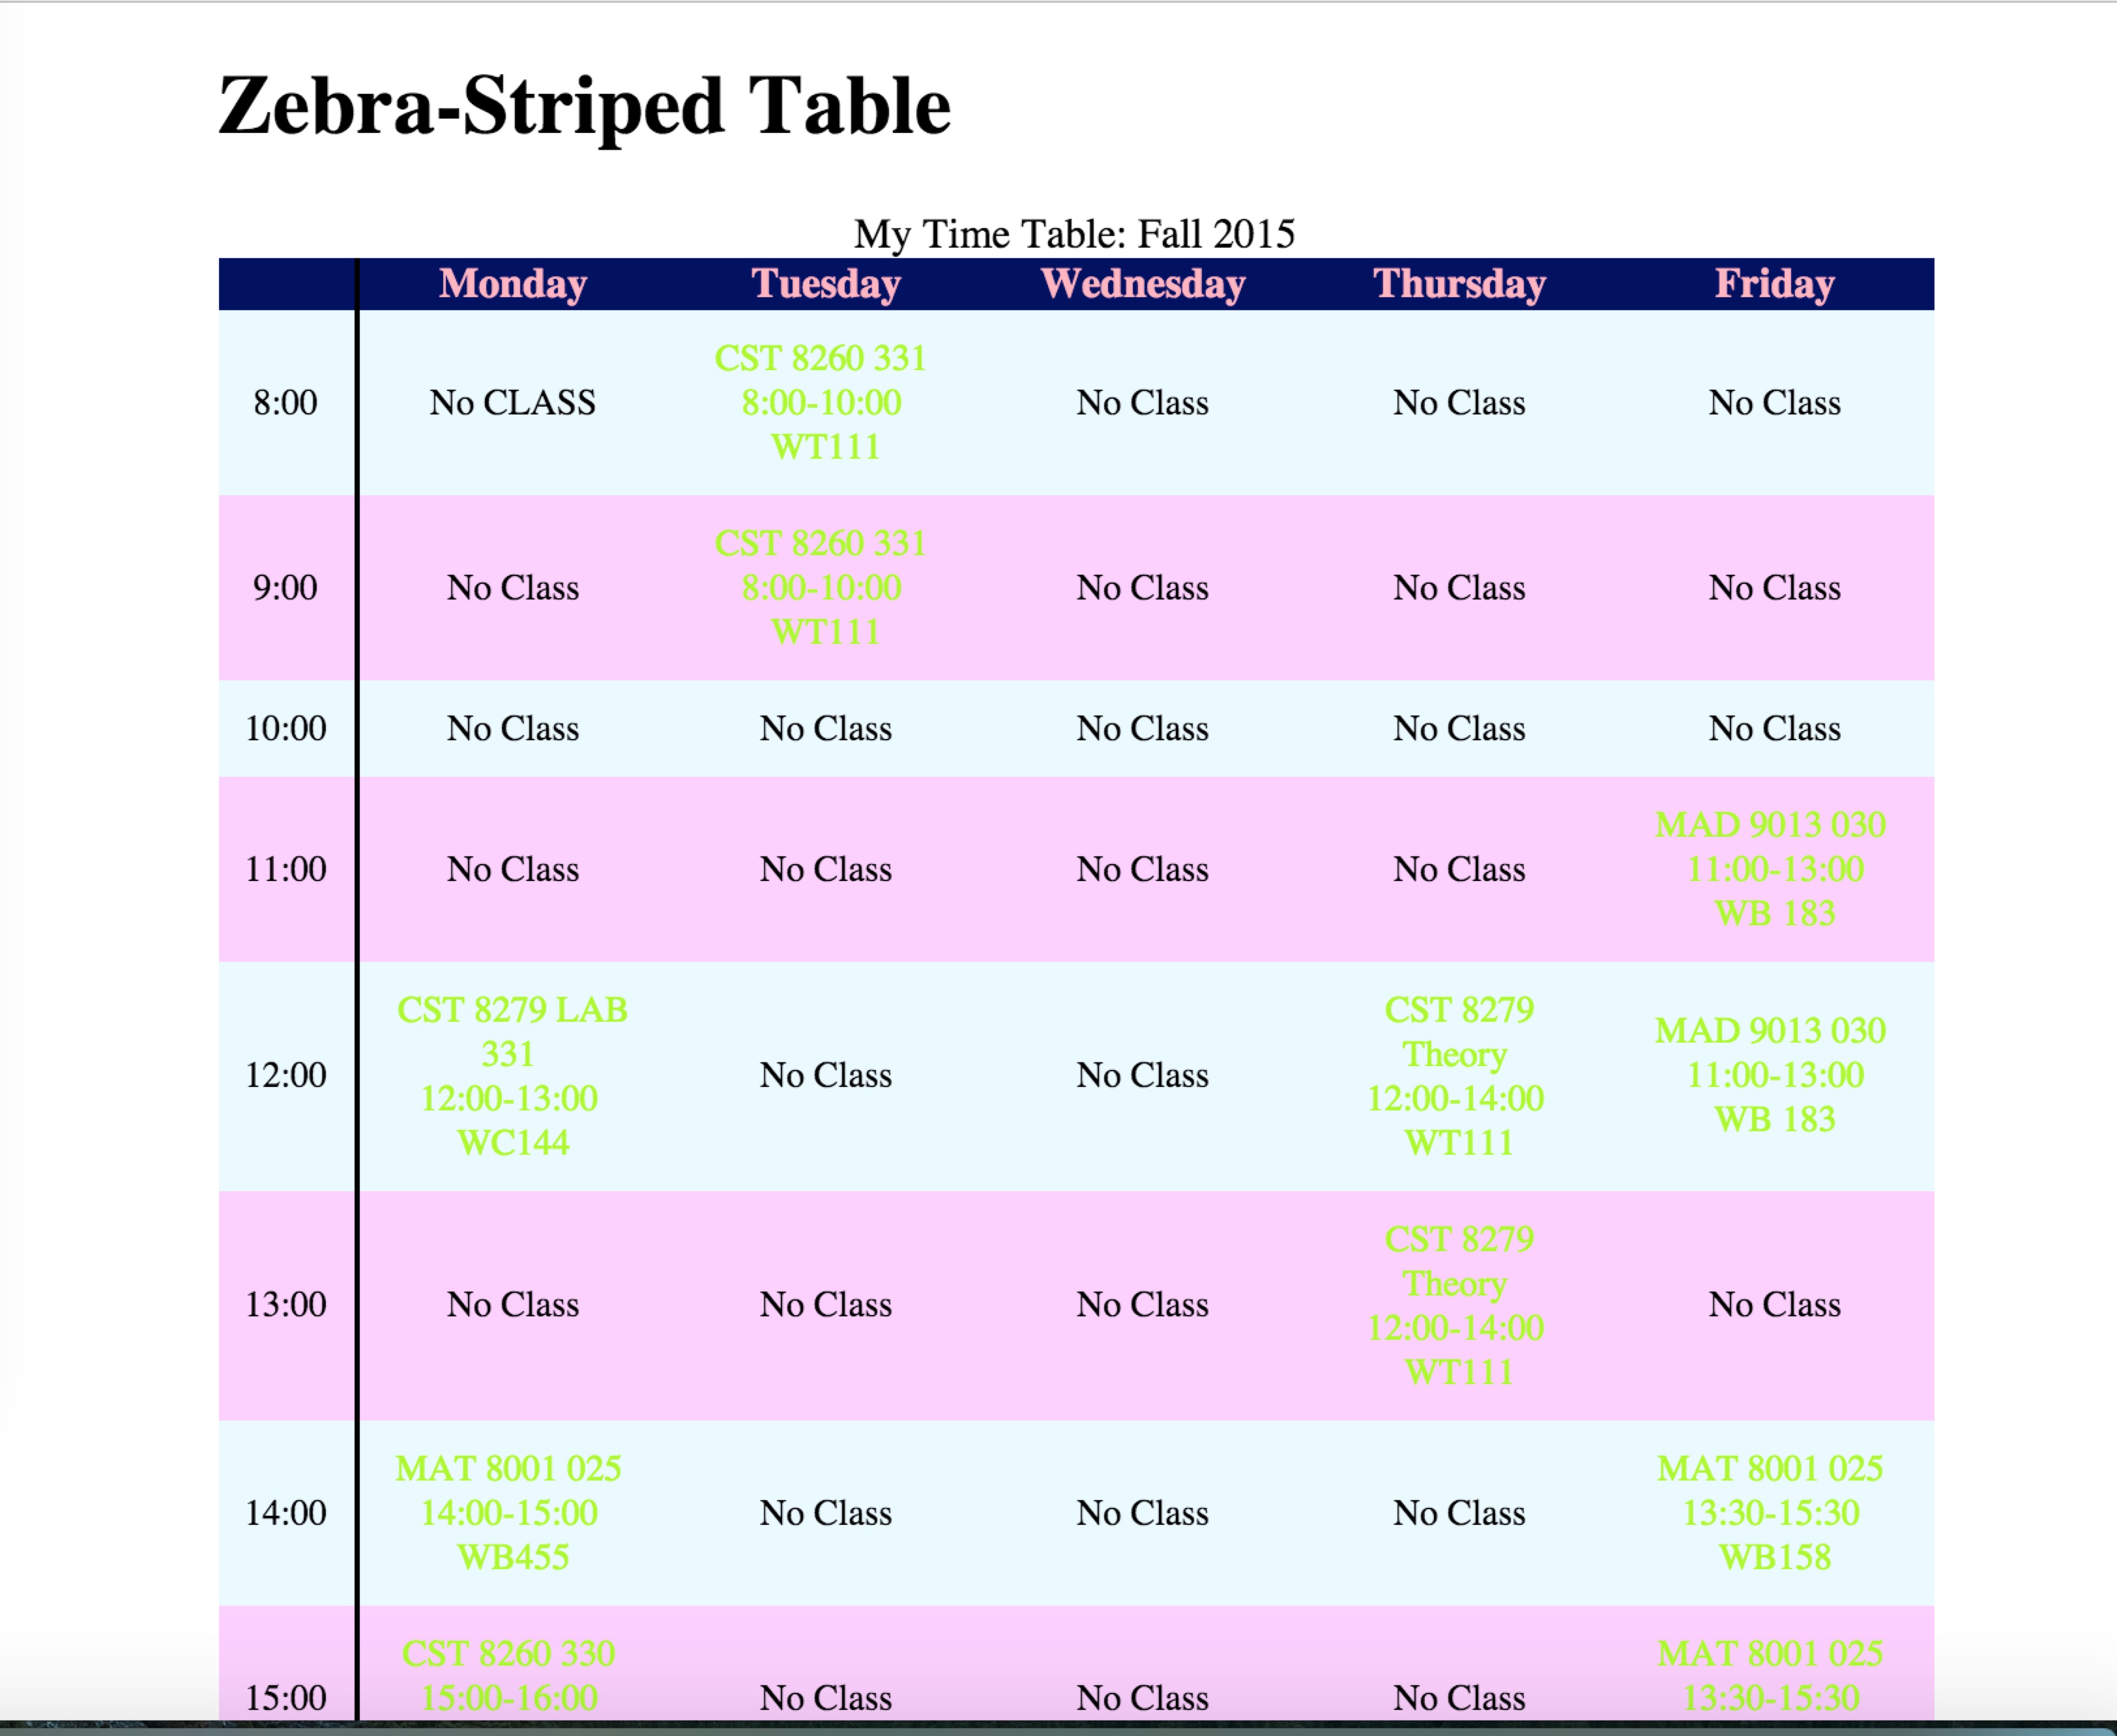 Zebra-Striped Table
My Time Table: Fall 2015
Monday Tuesday Wednesday Thursday Friday
8:00
No CLASS
CST 8260 331
8:00-10:00
WT111
No Class
No Class
No Class
9:00
No Class
CST 8260 331
8:00-10:00
WT111
No Class
No Class
No Class
10:00
No Class
No Class
No Class
No Class
No Class
11:00
No Class
No Class
No Class
No Class
MAD 9013 030
11:00-13:00
WB 183
12:00
CST 8279 LAB
331
12:00-13:00
WC144
No Class
No Class
CST 8279
Theory
12:00-14:00
WT111
MAD 9013 030
11:00-13:00
WB 183
13:00
No Class
No Class
No Class
CST 8279
Theory
12:00-14:00
WT111
No Class
14:00
MAT 8001 025
14:00-15:00
WB455
No Class
No Class
No Class
MAT 8001 025
13:30-15:30
WB158
15:00
CST 8260 330
15:00-16:00
No Class
No Class
No Class
MAT 8001 025
13:30-15:30